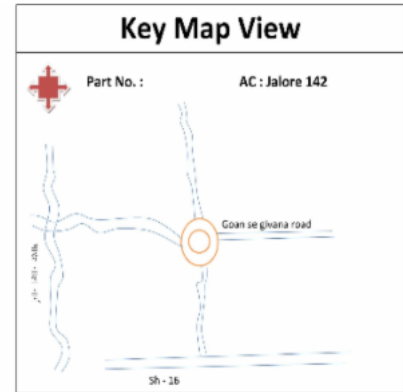 Key Map View
Part No. :
AC : Jalore 142
Goan se givana road
Sh - 16